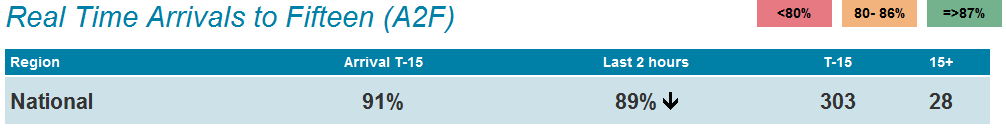 Real Time Arrivals to Fifteen (A2F) <80% 80- 86% =>87%
Region Arrival T-15 Last 2 hours T-15 15+
National 91% 89% ↓ 303 28